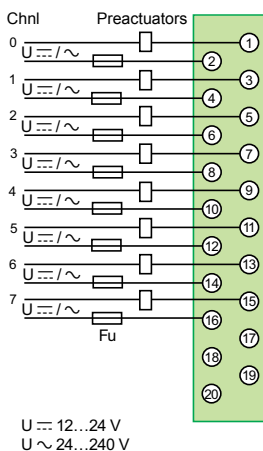 Chnl Preactuators
0 1
U ⎓ / ∼ 2
1 3
U ⎓ / ∼ 4
2 5
U ⎓ / ∼ 6
3 7
U ⎓ / ∼ 8
4 9
U ⎓ / ∼ 10
5 11
U ⎓ / ∼ 12
6 13
U ⎓ / ∼ 14
7 15
U ⎓ / ∼ 16
Fu 17
18
19
20
U ⎓ 12...24 V
U ∼ 24...240 V